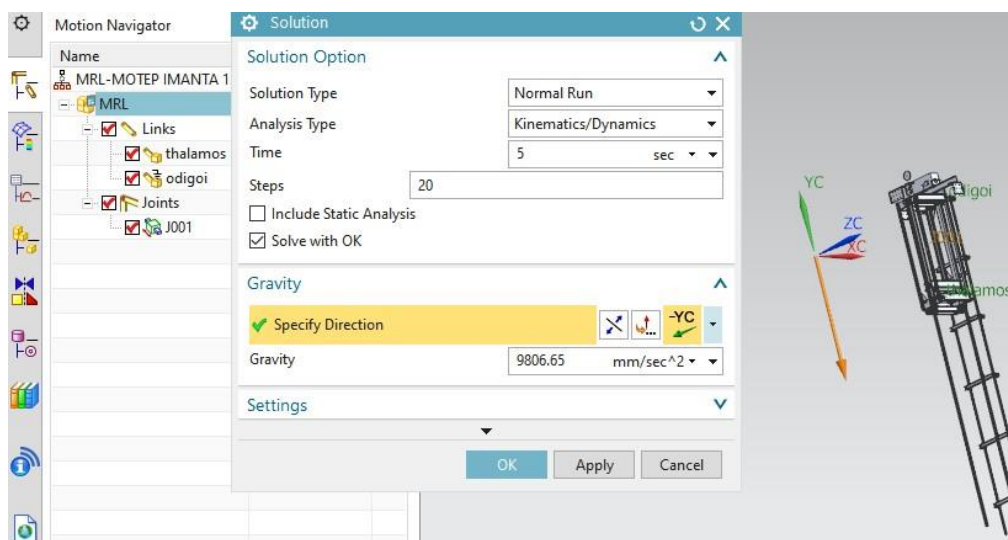 Motion Navigator
Name
MRL-MOTEP IMANTA 1
MRL
Links
thalamos
odigoi
Joints
J001
Solution
Solution Option
Solution Type Normal Run
Analysis Type Kinematics/Dynamics
Time 5 sec
Steps 20
Include Static Analysis
Solve with OK
Gravity
Specify Direction -YC
Gravity 9806.65 mm/sec^2
Settings
OK Apply Cancel
YC
ZC
XC